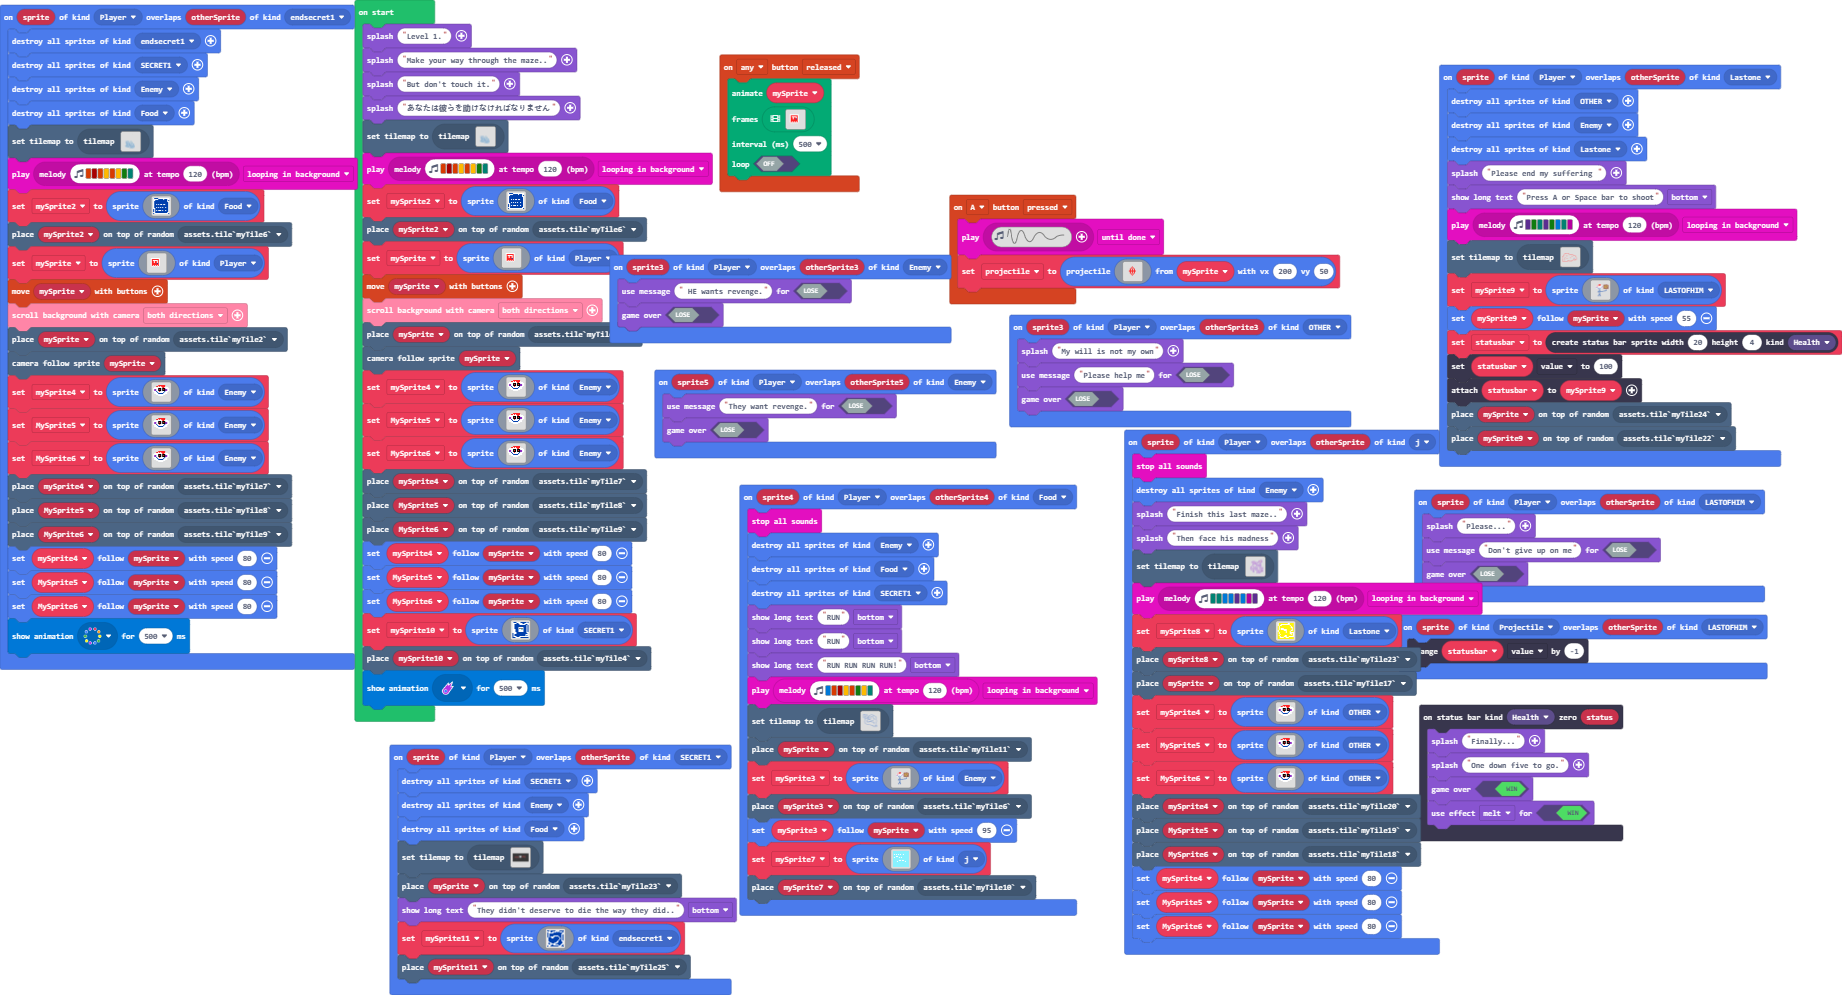 on sprite of kind Player overlaps otherSprite of kind endsecret1
destroy all sprites of kind endsecret1
destroy all sprites of kind SECRET1
destroy all sprites of kind Enemy
destroy all sprites of kind Food
set tilemap to tilemap
play melody at tempo 120 (bpm) looping in background
set mySprite2 to sprite of kind Food
place mySprite2 on top of random assets.tile`myTile6`
set mySprite to sprite of kind Player
move mySprite with buttons
scroll background with camera both directions
place mySprite on top of random assets.tile`myTile2`
camera follow sprite mySprite
set mySprite4 to sprite of kind Enemy
set MySprite5 to sprite of kind Enemy
set MySprite6 to sprite of kind Enemy
place mySprite4 on top of random assets.tile`myTile7`
place MySprite5 on top of random assets.tile`myTile8`
place MySprite6 on top of random assets.tile`myTile9`
set mySprite4 follow mySprite with speed 80
set MySprite5 follow mySprite with speed 80
set MySprite6 follow mySprite with speed 80
show animation for 500 ms
on start
splash "Level 1."
splash "Make your way through the maze.."
splash "But don't touch it."
splash "あなたは彼らを助けなければなりません"
set tilemap to tilemap
play melody at tempo 120 (bpm) looping in background
set mySprite2 to sprite of kind Food
place mySprite2 on top of random assets.tile`myTile6`
set mySprite to sprite of kind Player
move mySprite with buttons
scroll background with camera both directions
place mySprite on top of random assets.tile`myTil
camera follow sprite mySprite
set mySprite4 to sprite of kind Enemy
set MySprite5 to sprite of kind Enemy
set MySprite6 to sprite of kind Enemy
place mySprite4 on top of random assets.tile`myTile7`
place MySprite5 on top of random assets.tile`myTile8`
place MySprite6 on top of random assets.tile`myTile9`
set mySprite4 follow mySprite with speed 80
set MySprite5 follow mySprite with speed 80
set MySprite6 follow mySprite with speed 80
set mySprite10 to sprite of kind SECRET1
place mySprite10 on top of random assets.tile`myTile4`
show animation for 500 ms
on sprite of kind Player overlaps otherSprite of kind SECRET1
destroy all sprites of kind SECRET1
destroy all sprites of kind Enemy
destroy all sprites of kind Food
set tilemap to tilemap
place mySprite on top of random assets.tile`myTile23`
show long text "They didn't deserve to die the way they did.." bottom
set mySprite11 to sprite of kind endsecret1
place mySprite11 on top of random assets.tile`myTile25`
on any button released
animate mySprite
frames
interval (ms) 500
loop OFF
on sprite3 of kind Player overlaps otherSprite3 of kind Enemy
use message " HE wants revenge." for LOSE
game over LOSE
on sprite5 of kind Player overlaps otherSprite5 of kind Enemy
use message "They want revenge." for LOSE
game over LOSE
on sprite4 of kind Player overlaps otherSprite4 of kind Food
stop all sounds
destroy all sprites of kind Enemy
destroy all sprites of kind Food
destroy all sprites of kind SECRET1
show long text "RUN" bottom
show long text "RUN" bottom
show long text "RUN RUN RUN RUN!" bottom
play melody at tempo 120 (bpm) looping in background
set tilemap to tilemap
place mySprite on top of random assets.tile`myTile11`
set mySprite3 to sprite of kind Enemy
place mySprite3 on top of random assets.tile`myTile6`
set mySprite3 follow mySprite with speed 95
set mySprite7 to sprite of kind j
place mySprite7 on top of random assets.tile`myTile10`
on A button pressed
play until done
set projectile to projectile from mySprite with vx 200 vy 50
on sprite3 of kind Player overlaps otherSprite3 of kind OTHER
splash "My will is not my own"
use message "Please help me" for LOSE
game over LOSE
on sprite of kind Player overlaps otherSprite of kind j
stop all sounds
destroy all sprites of kind Enemy
splash "Finish this last maze.."
splash "Then face his madness"
set tilemap to tilemap
play melody at tempo 120 (bpm) looping in background
set mySprite8 to sprite of kind Lastone
place mySprite8 on top of random assets.tile`myTile23`
place mySprite on top of random assets.tile`myTile17`
set mySprite4 to sprite of kind OTHER
set MySprite5 to sprite of kind OTHER
set MySprite6 to sprite of kind OTHER
place mySprite4 on top of random assets.tile`myTile20`
place MySprite5 on top of random assets.tile`myTile19`
place MySprite6 on top of random assets.tile`myTile18`
set mySprite4 follow mySprite with speed 80
set MySprite5 follow mySprite with speed 80
set MySprite6 follow mySprite with speed 80
on sprite of kind Player overlaps otherSprite of kind Lastone
destroy all sprites of kind OTHER
destroy all sprites of kind Enemy
destroy all sprites of kind Lastone
splash "Please end my suffering "
show long text "Press A or Space bar to shoot" bottom
play melody at tempo 120 (bpm) looping in background
set tilemap to tilemap
set mySprite9 to sprite of kind LASTOFHIM
set mySprite9 follow mySprite with speed 55
set statusbar to create status bar sprite width 20 height 4 kind Health
set statusbar value to 100
attach statusbar to mySprite9
place mySprite on top of random assets.tile`myTile24`
place mySprite9 on top of random assets.tile`myTile22`
on sprite of kind Player overlaps otherSprite of kind LASTOFHIM
splash "Please..."
use message "Don't give up on me" for LOSE
game over LOSE
on sprite of kind Projectile overlaps otherSprite of kind LASTOFHIM
ange statusbar value by -1
on status bar kind Health zero status
splash "Finally..."
splash "One down five to go."
game over WIN
use effect melt for WIN